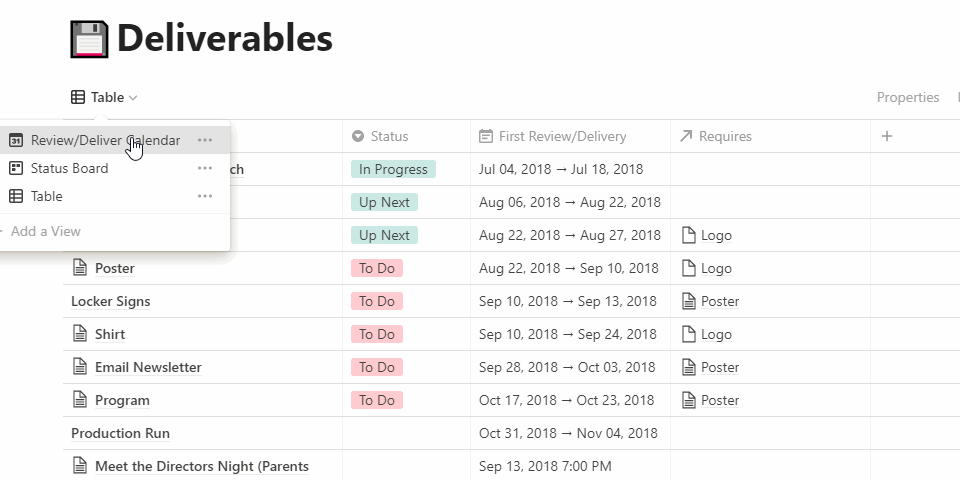 Deliverables
Table
Properties
Review/Deliver Calendar
Status Board
Table
Add a View
Status First Review/Delivery Requires
ch In Progress Jul 04, 2018 → Jul 18, 2018
Up Next Aug 06, 2018 → Aug 22, 2018
Up Next Aug 22, 2018 → Aug 27, 2018 Logo
Poster To Do Aug 22, 2018 → Sep 10, 2018 Logo
Locker Signs To Do Sep 10, 2018 → Sep 13, 2018 Poster
Shirt To Do Sep 10, 2018 → Sep 24, 2018 Logo
Email Newsletter To Do Sep 28, 2018 → Oct 03, 2018 Poster
Program To Do Oct 17, 2018 → Oct 23, 2018 Poster
Production Run Oct 31, 2018 → Nov 04, 2018
Meet the Directors Night (Parents Sep 13, 2018 7:00 PM